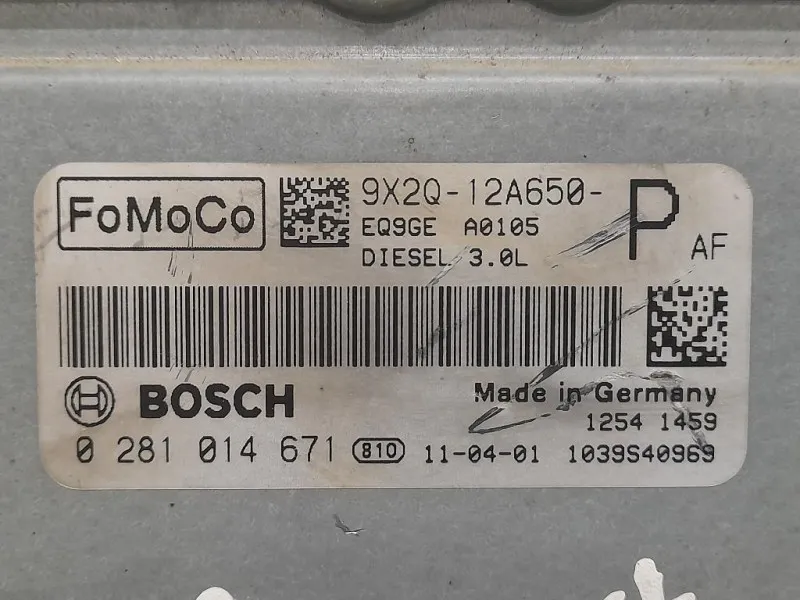 FoMoCo
9X2Q-12A650-
P
AF
EQ9GE A0105
DIESEL 3.0L
BOSCH
Made in Germany
1254 1459
0 281 014 671 810 11-04-01 1039S40969